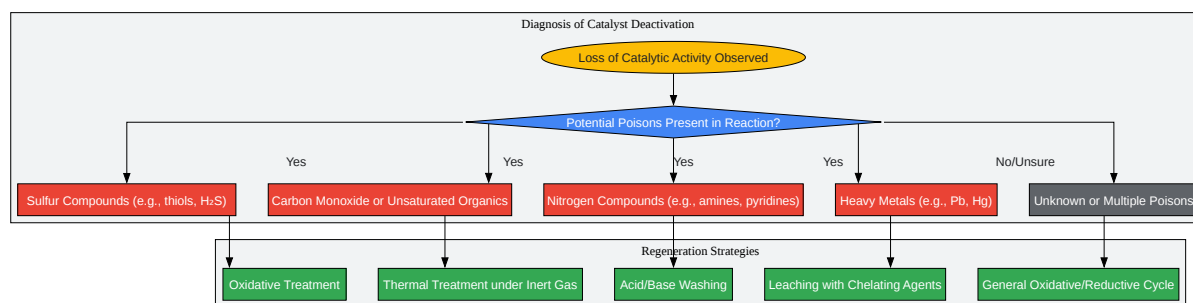 Diagnosis of Catalyst Deactivation
Loss of Catalytic Activity Observed
Potential Poisons Present in Reaction?
Yes
Yes
Yes
Yes
No/Unsure
Sulfur Compounds (e.g., thiols, H₂S)
Carbon Monoxide or Unsaturated Organics
Nitrogen Compounds (e.g., amines, pyridines)
Heavy Metals (e.g., Pb, Hg)
Unknown or Multiple Poisons
Regeneration Strategies
Oxidative Treatment
Thermal Treatment under Inert Gas
Acid/Base Washing
Leaching with Chelating Agents
General Oxidative/Reductive Cycle